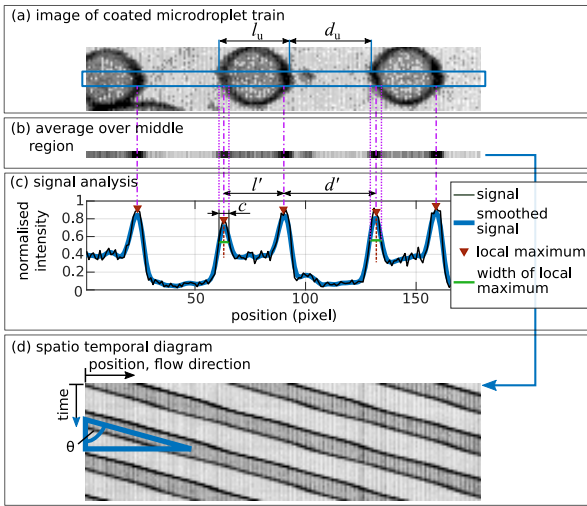 (a) image of coated microdroplet train
lu
du
(b) average over middle
region
(c) signal analysis
l'
d'
c
normalised
intensity
1
0.8
0.6
0.4
0.2
0
50
100
150
position (pixel)
signal
smoothed
signal
local maximum
width of local
maximum
(d) spatio temporal diagram
position, flow direction
time
θ